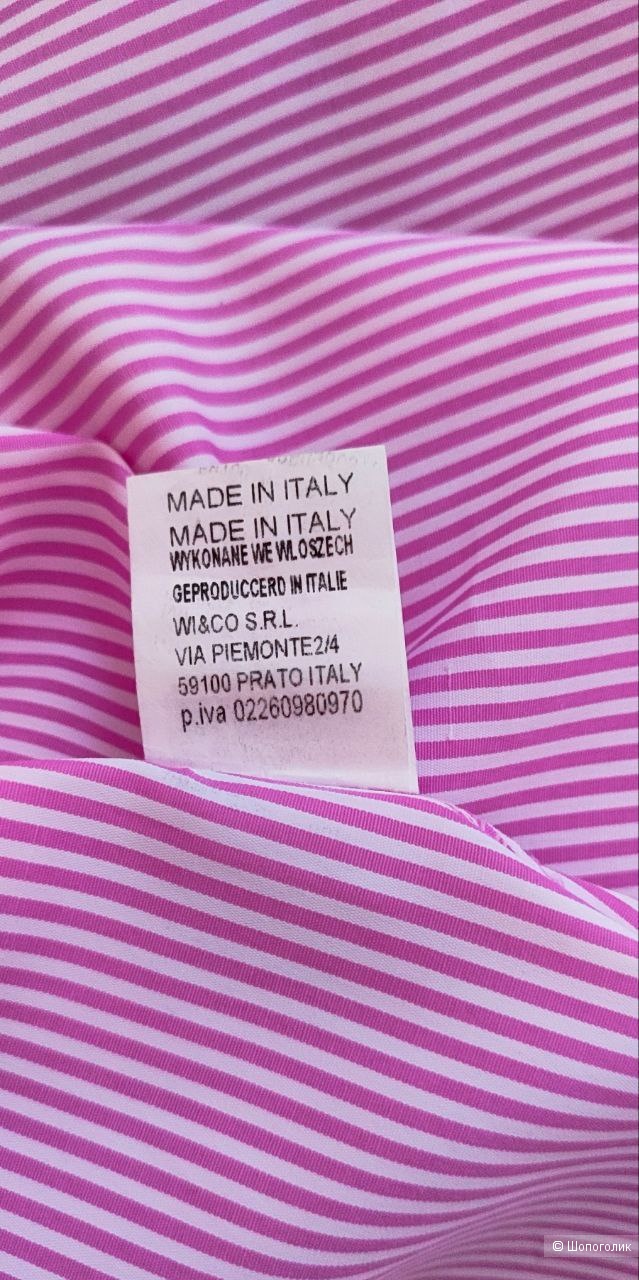 MADE IN ITALY
MADE IN ITALY
WYKONANE WE WLOSZECH
GEPRODUCCERD IN ITALIE
WI&CO S.R.L.
VIA PIEMONTE2/4
59100 PRATO ITALY
p.iva 02260980970
© Шопоголик